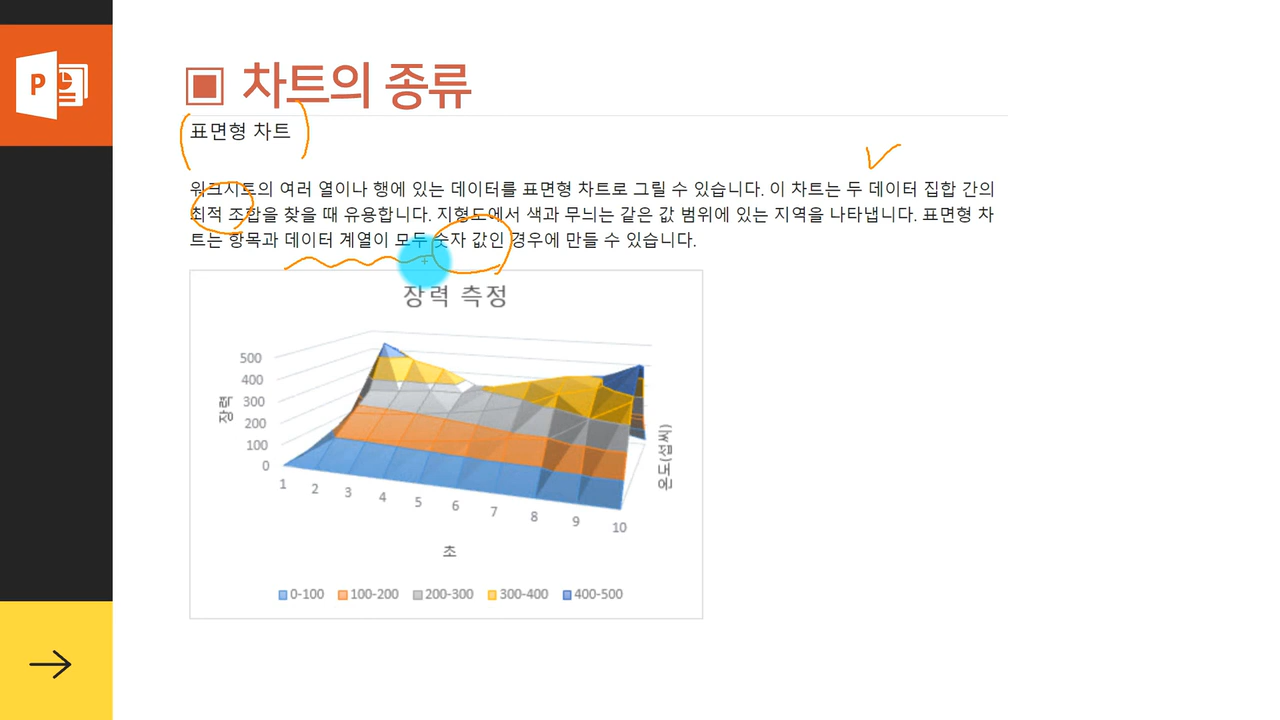 P
차트의 종류
표면형 차트
워크시트의 여러 열이나 행에 있는 데이터를 표면형 차트로 그릴 수 있습니다. 이 차트는 두 데이터 집합 간의
최적 조합을 찾을 때 유용합니다. 지형도에서 색과 무늬는 같은 값 범위에 있는 지역을 나타냅니다. 표면형 차
트는 항목과 데이터 계열이 모두 숫자 값인 경우에 만들 수 있습니다.
장력 측정
500
400
300
200
100
0
장력
1 2 3 4 5 6 7 8 9 10
초
온도(섭씨)
0-100 100-200 200-300 300-400 400-500